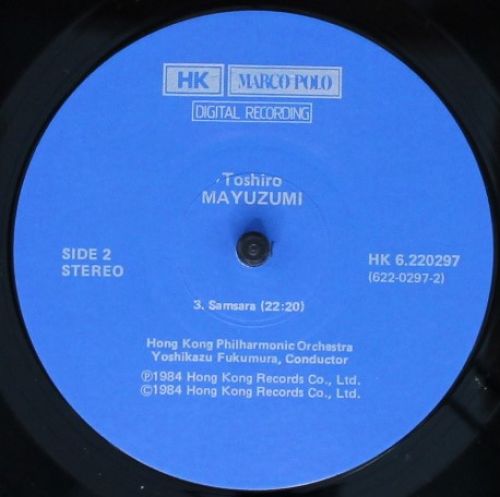 HK MARCO-POLO
DIGITAL RECORDING
Toshiro
MAYUZUMI
SIDE 2
STEREO
HK 6.220297
(622-0297-2)
3. Samsara (22:20)
Hong Kong Philharmonic Orchestra
Yoshikazu Fukumura, Conductor
℗1984 Hong Kong Records Co., Ltd.
©1984 Hong Kong Records Co., Ltd.